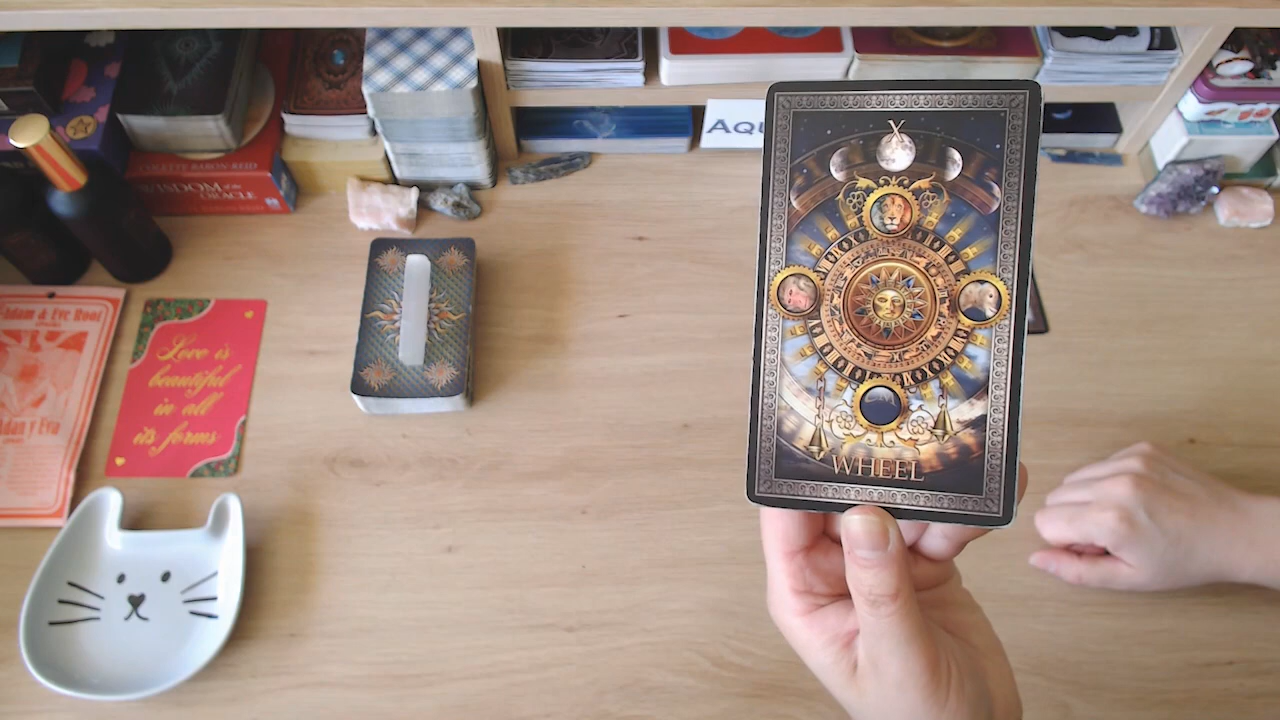 COLETTE BARON-REID
WISDOM of the
ORACLE
AQU
X
WHEEL
Adam & Eve Root
Adan y Eva
Love is
beautiful
in all
its forms